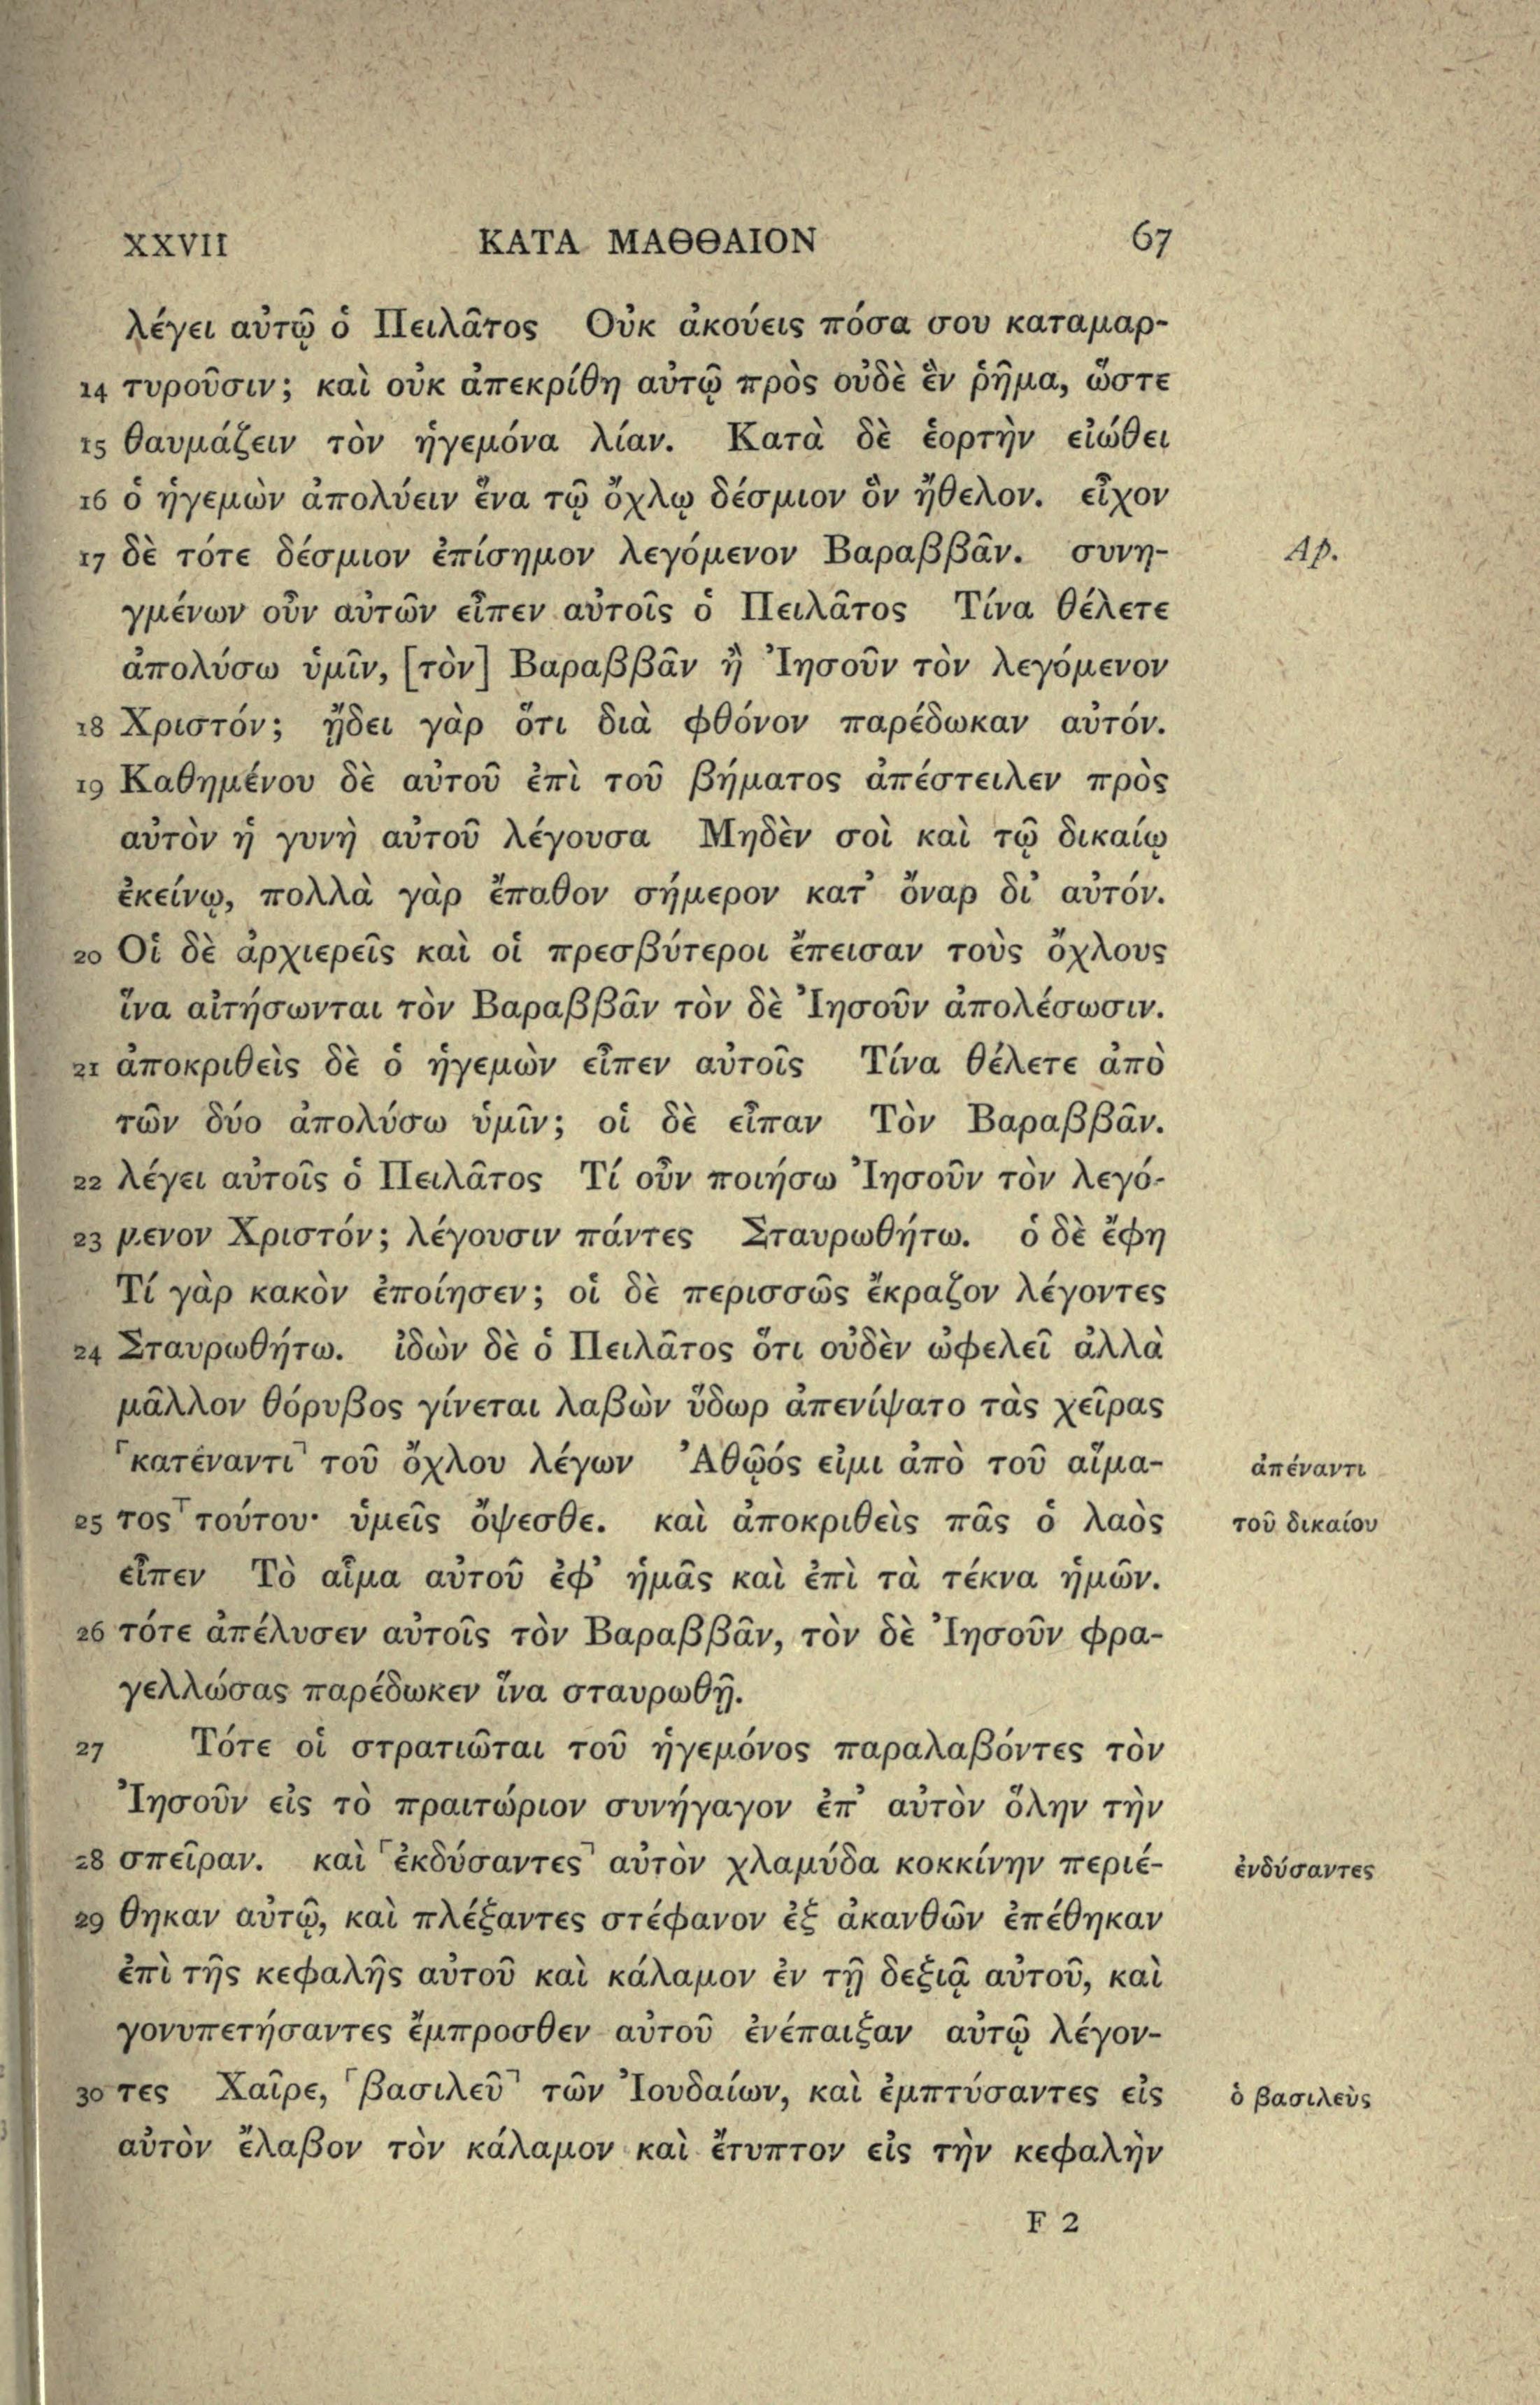 XXVII ΚΑΤΑ ΜΑΘΘΑΙΟΝ 67
λέγει αὐτῷ ὁ Πειλᾶτος Οὐκ ἀκούεις πόσα σου καταμαρ-
14 τυροῦσιν; καὶ οὐκ ἀπεκρίθη αὐτῷ πρὸς οὐδὲ ἓν ῥῆμα, ὥστε
15 θαυμάζειν τὸν ἡγεμόνα λίαν. Κατὰ δὲ ἑορτὴν εἰώθει
16 ὁ ἡγεμὼν ἀπολύειν ἕνα τῷ ὄχλῳ δέσμιον ὃν ἤθελον. εἶχον
17 δὲ τότε δέσμιον ἐπίσημον λεγόμενον Βαραββᾶν. συνη- Ap.
γμένων οὖν αὐτῶν εἶπεν αὐτοῖς ὁ Πειλᾶτος Τίνα θέλετε
ἀπολύσω ὑμῖν, [τὸν] Βαραββᾶν ἢ Ἰησοῦν τὸν λεγόμενον
18 Χριστόν; ᾔδει γὰρ ὅτι διὰ φθόνον παρέδωκαν αὐτόν.
19 Καθημένου δὲ αὐτοῦ ἐπὶ τοῦ βήματος ἀπέστειλεν πρὸς
αὐτὸν ἡ γυνὴ αὐτοῦ λέγουσα Μηδὲν σοὶ καὶ τῷ δικαίῳ
ἐκείνῳ, πολλὰ γὰρ ἔπαθον σήμερον κατ᾽ ὄναρ δι᾽ αὐτόν.
20 Οἱ δὲ ἀρχιερεῖς καὶ οἱ πρεσβύτεροι ἔπεισαν τοὺς ὄχλους
ἵνα αἰτήσωνται τὸν Βαραββᾶν τὸν δὲ Ἰησοῦν ἀπολέσωσιν.
21 ἀποκριθεὶς δὲ ὁ ἡγεμὼν εἶπεν αὐτοῖς Τίνα θέλετε ἀπὸ
τῶν δύο ἀπολύσω ὑμῖν; οἱ δὲ εἶπαν Τὸν Βαραββᾶν.
22 λέγει αὐτοῖς ὁ Πειλᾶτος Τί οὖν ποιήσω Ἰησοῦν τὸν λεγό-
23 μενον Χριστόν; λέγουσιν πάντες Σταυρωθήτω. ὁ δὲ ἔφη
Τί γὰρ κακὸν ἐποίησεν; οἱ δὲ περισσῶς ἔκραζον λέγοντες
24 Σταυρωθήτω. ἰδὼν δὲ ὁ Πειλᾶτος ὅτι οὐδὲν ὠφελεῖ ἀλλὰ
μᾶλλον θόρυβος γίνεται λαβὼν ὕδωρ ἀπενίψατο τὰς χεῖρας
⌜κατέναντι⌝ τοῦ ὄχλου λέγων Ἀθῷός εἰμι ἀπὸ τοῦ αἵμα- ἀπέναντι
25 τος⊤ τούτου· ὑμεῖς ὄψεσθε. καὶ ἀποκριθεὶς πᾶς ὁ λαὸς τοῦ δικαίου
εἶπεν Τὸ αἷμα αὐτοῦ ἐφ᾽ ἡμᾶς καὶ ἐπὶ τὰ τέκνα ἡμῶν.
26 τότε ἀπέλυσεν αὐτοῖς τὸν Βαραββᾶν, τὸν δὲ Ἰησοῦν φρα-
γελλώσας παρέδωκεν ἵνα σταυρωθῇ.
27 Τότε οἱ στρατιῶται τοῦ ἡγεμόνος παραλαβόντες τὸν
Ἰησοῦν εἰς τὸ πραιτώριον συνήγαγον ἐπ᾽ αὐτὸν ὅλην τὴν
28 σπεῖραν. καὶ ⌜ἐκδύσαντες⌝ αὐτὸν χλαμύδα κοκκίνην περιέ- ἐνδύσαντες
29 θηκαν αὐτῷ, καὶ πλέξαντες στέφανον ἐξ ἀκανθῶν ἐπέθηκαν
ἐπὶ τῆς κεφαλῆς αὐτοῦ καὶ κάλαμον ἐν τῇ δεξιᾷ αὐτοῦ, καὶ
γονυπετήσαντες ἔμπροσθεν αὐτοῦ ἐνέπαιξαν αὐτῷ λέγον-
30 τες Χαῖρε, ⌜βασιλεῦ⌝ τῶν Ἰουδαίων, καὶ ἐμπτύσαντες εἰς ὁ βασιλεὺς
αὐτὸν ἔλαβον τὸν κάλαμον καὶ ἔτυπτον εἰς τὴν κεφαλὴν
F 2